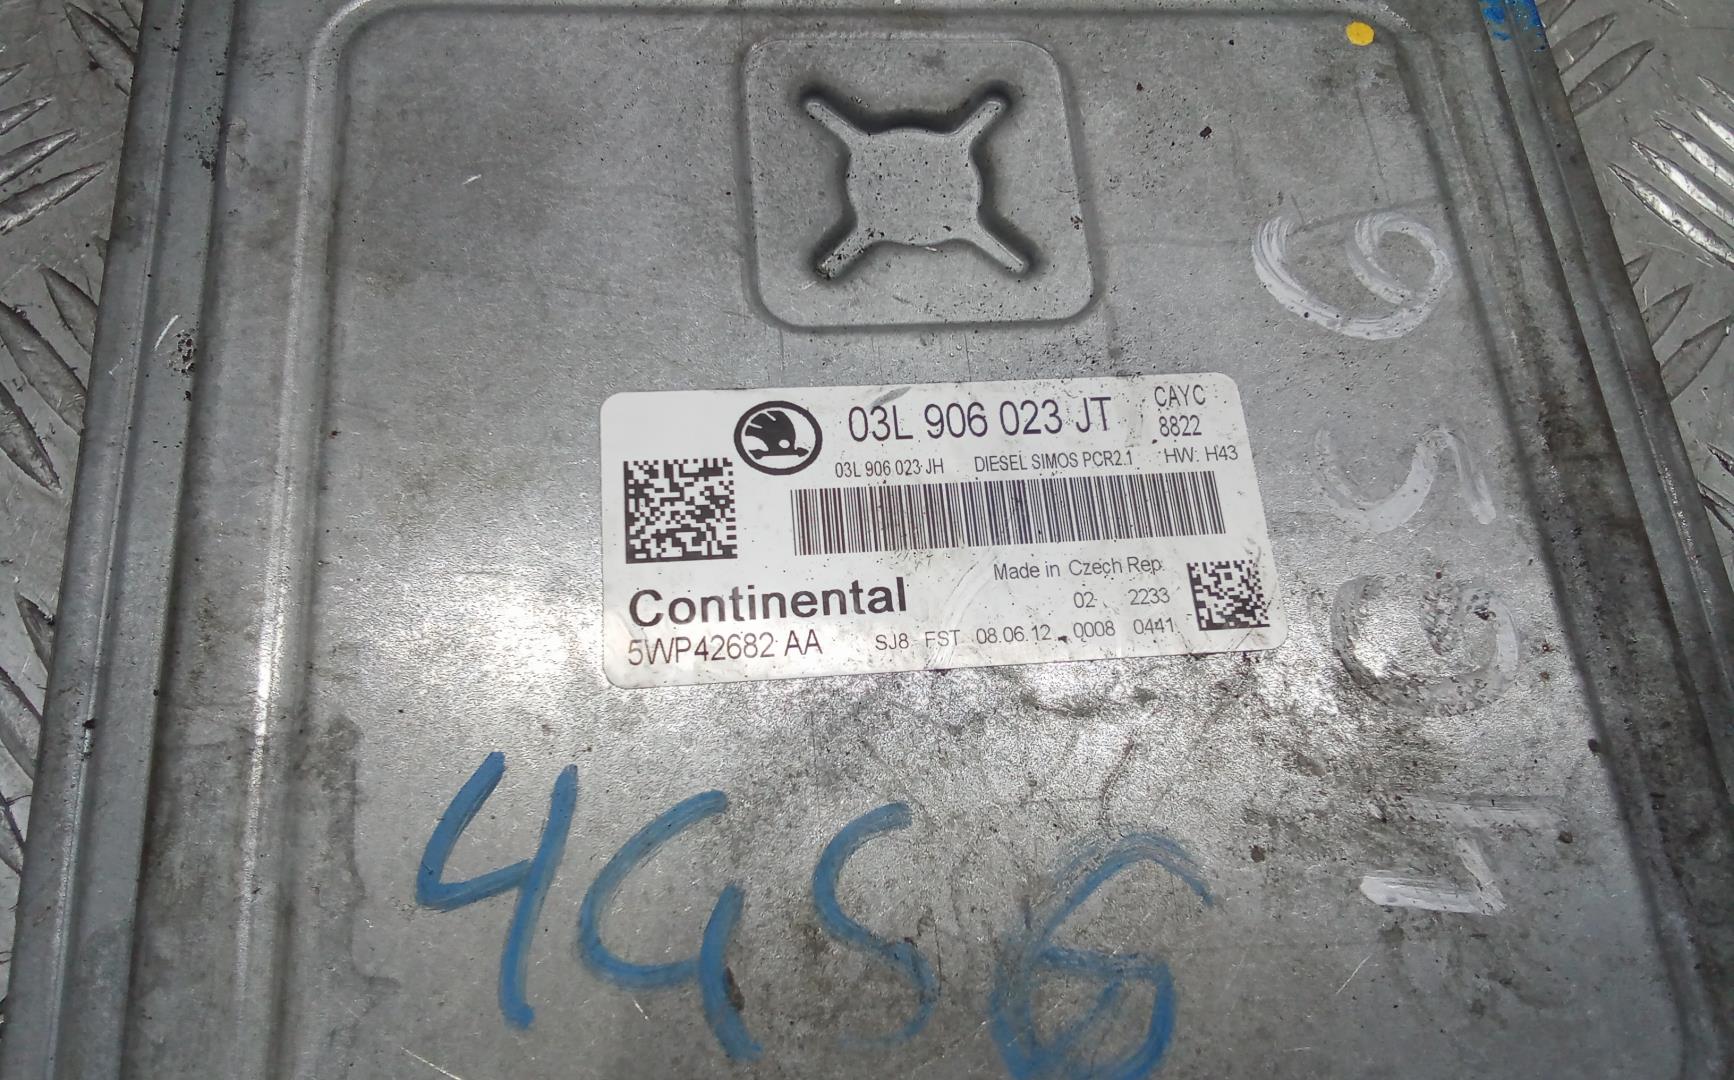 03L 906 023 JT
CAYC
8822
03L 906 023 JH DIESEL SIMOS PCR2.1 HW: H43
Continental
Made in Czech Rep.
02 2233
5WP42682 AA SJ8 FST 08.06.12 0008 0441